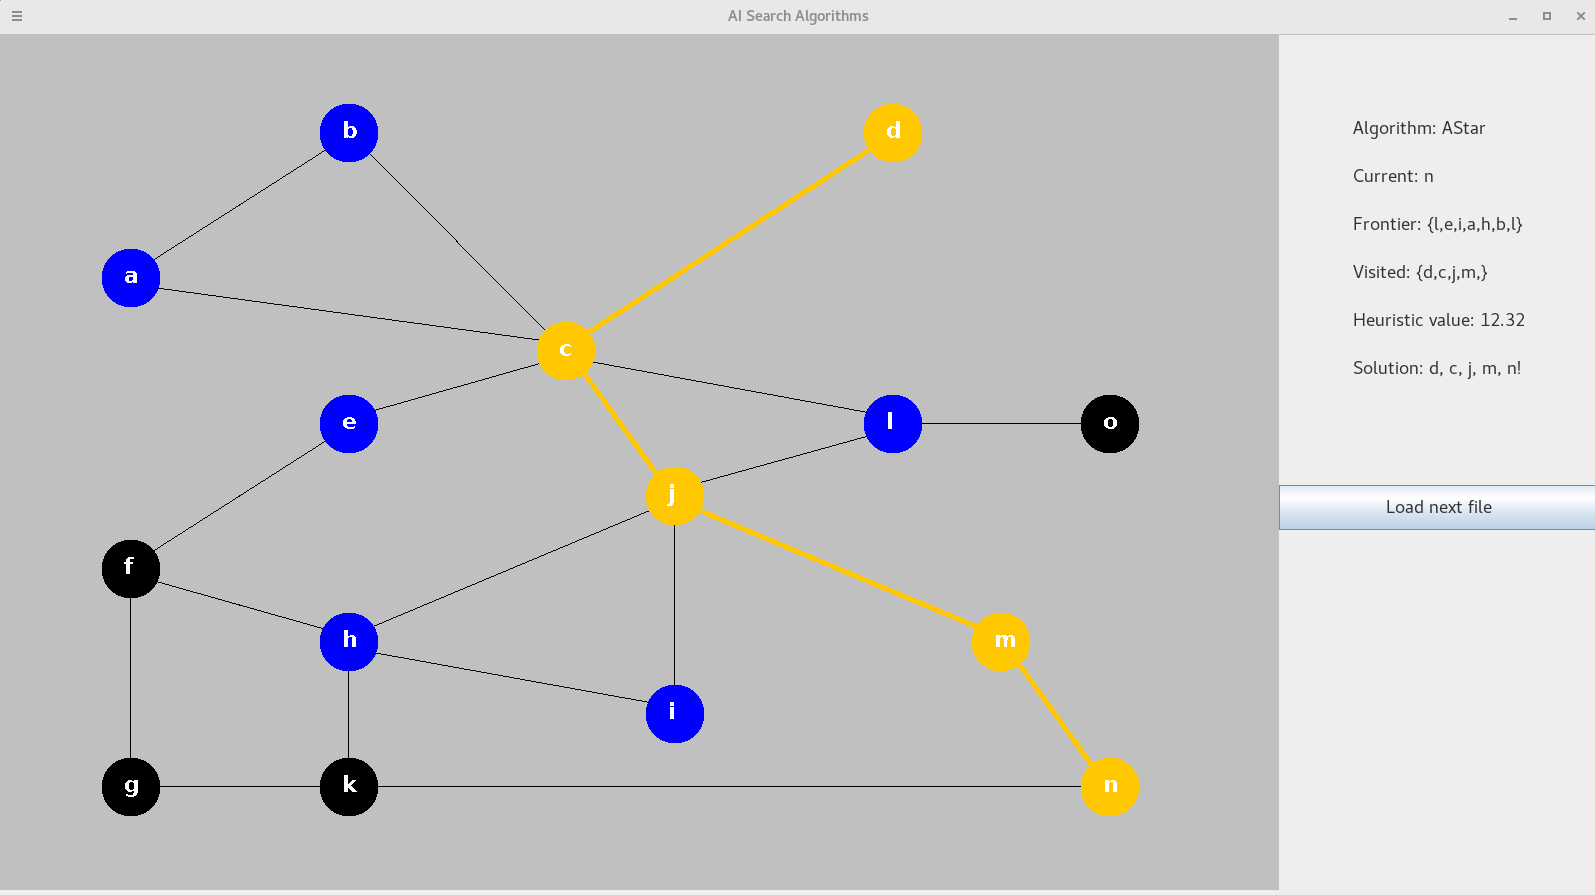 AI Search Algorithms
b
d
Algorithm: AStar
Current: n
Frontier: {l,e,i,a,h,b,l}
a
Visited: {d,c,j,m,}
Heuristic value: 12.32
c
Solution: d, c, j, m, n!
e
l
o
j
Load next file
f
h
m
i
g
k
n